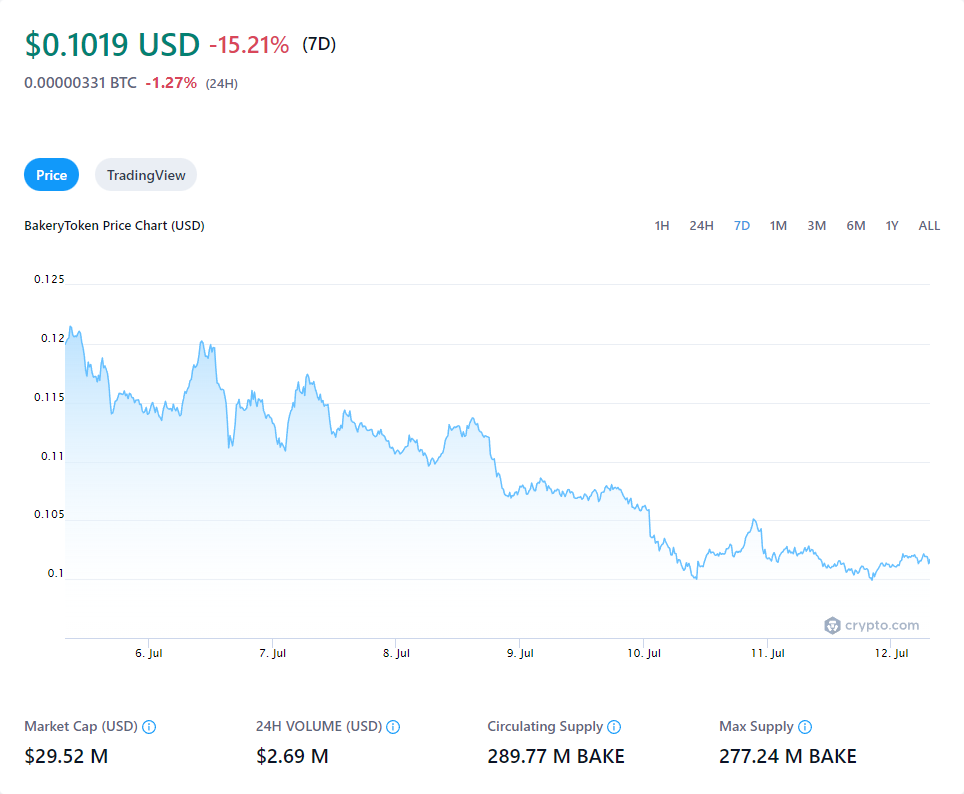 $0.1019 USD -15.21% (7D)
0.00000331 BTC -1.27% (24H)
Price TradingView
BakeryToken Price Chart (USD) 1H 24H 7D 1M 3M 6M 1Y ALL
0.125
0.12
0.115
0.11
0.105
0.1
crypto.com
6. Jul 7. Jul 8. Jul 9. Jul 10. Jul 11. Jul 12. Jul
Market Cap (USD) 24H VOLUME (USD) Circulating Supply Max Supply
$29.52 M $2.69 M 289.77 M BAKE 277.24 M BAKE